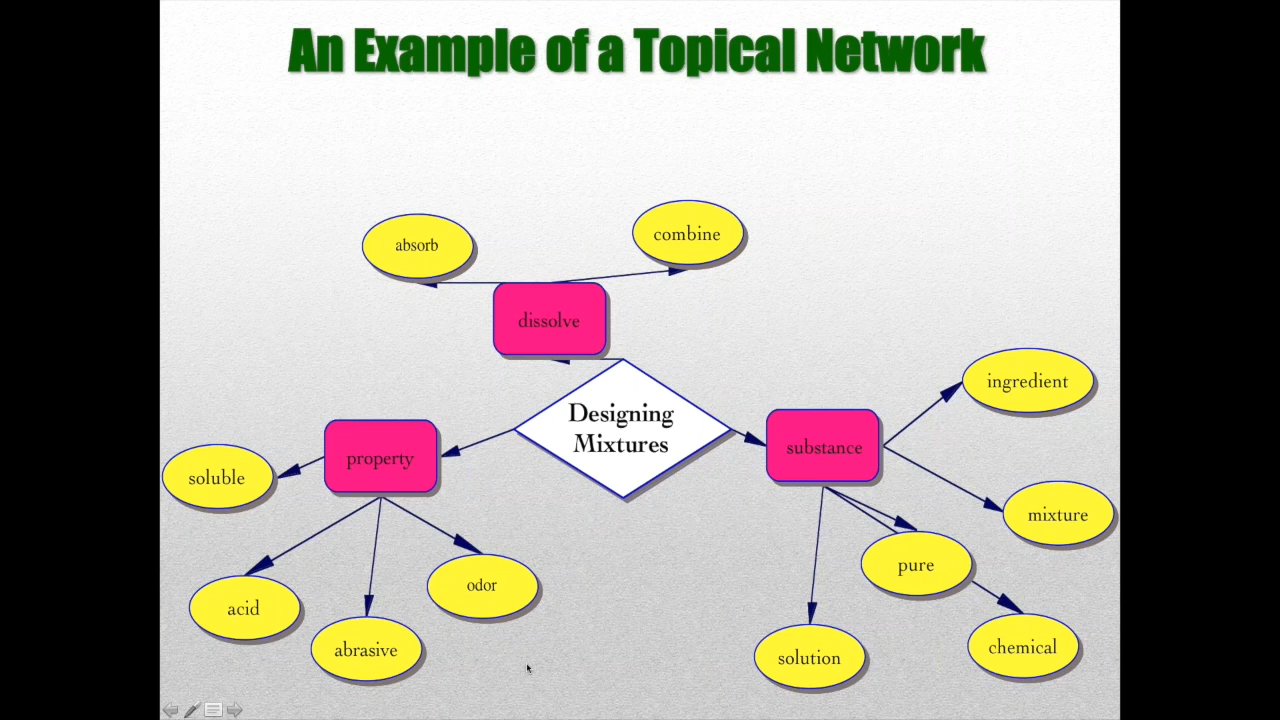 An Example of a Topical Network
absorb
combine
dissolve
ingredient
Designing
Mixtures
substance
property
soluble
mixture
pure
odor
acid
chemical
abrasive
solution